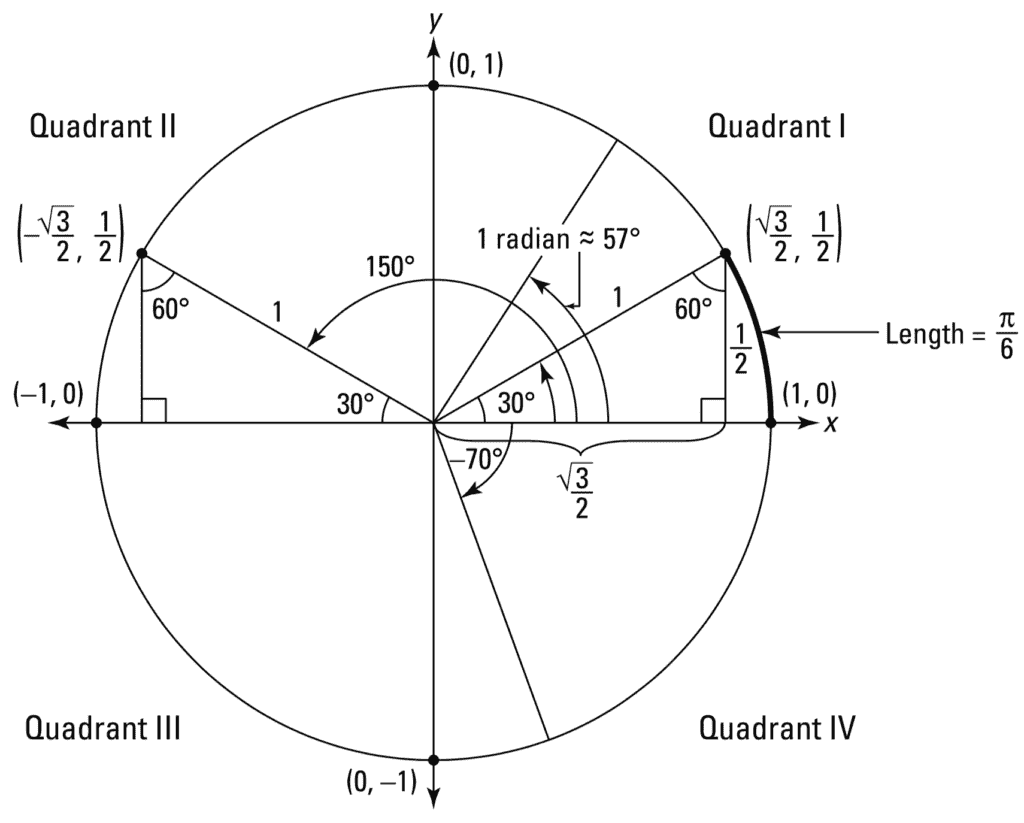 y
(0, 1)
Quadrant II
Quadrant I
(−√3/2, 1/2)
(√3/2, 1/2)
1 radian ≈ 57°
150°
60°
1
1
60°
1/2
Length = π/6
(−1, 0)
30°
30°
(1, 0)
x
−70°
√3/2
Quadrant III
Quadrant IV
(0, −1)